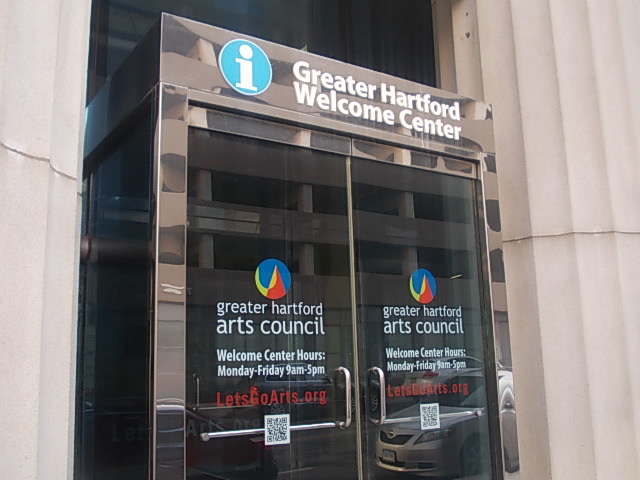 i
Greater Hartford
Welcome Center
greater hartford
arts council
Welcome Center Hours:
Monday-Friday 9am-5pm
LetsGoArts.org
greater hartford
arts council
Welcome Center Hours:
Monday-Friday 9am-5pm
LetsGoArts.org